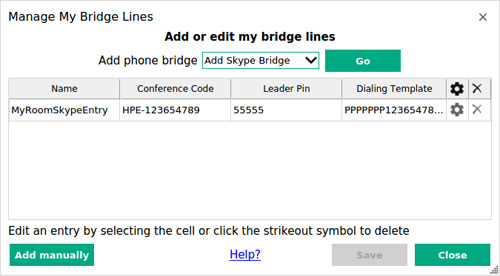 Manage My Bridge Lines
Add or edit my bridge lines
Add phone bridge Add Skype Bridge Go
Name Conference Code Leader Pin Dialing Template
MyRoomSkypeEntry HPE-123654789 55555 PPPPPPP12365478...
Edit an entry by selecting the cell or click the strikeout symbol to delete
Add manually Help? Save Close